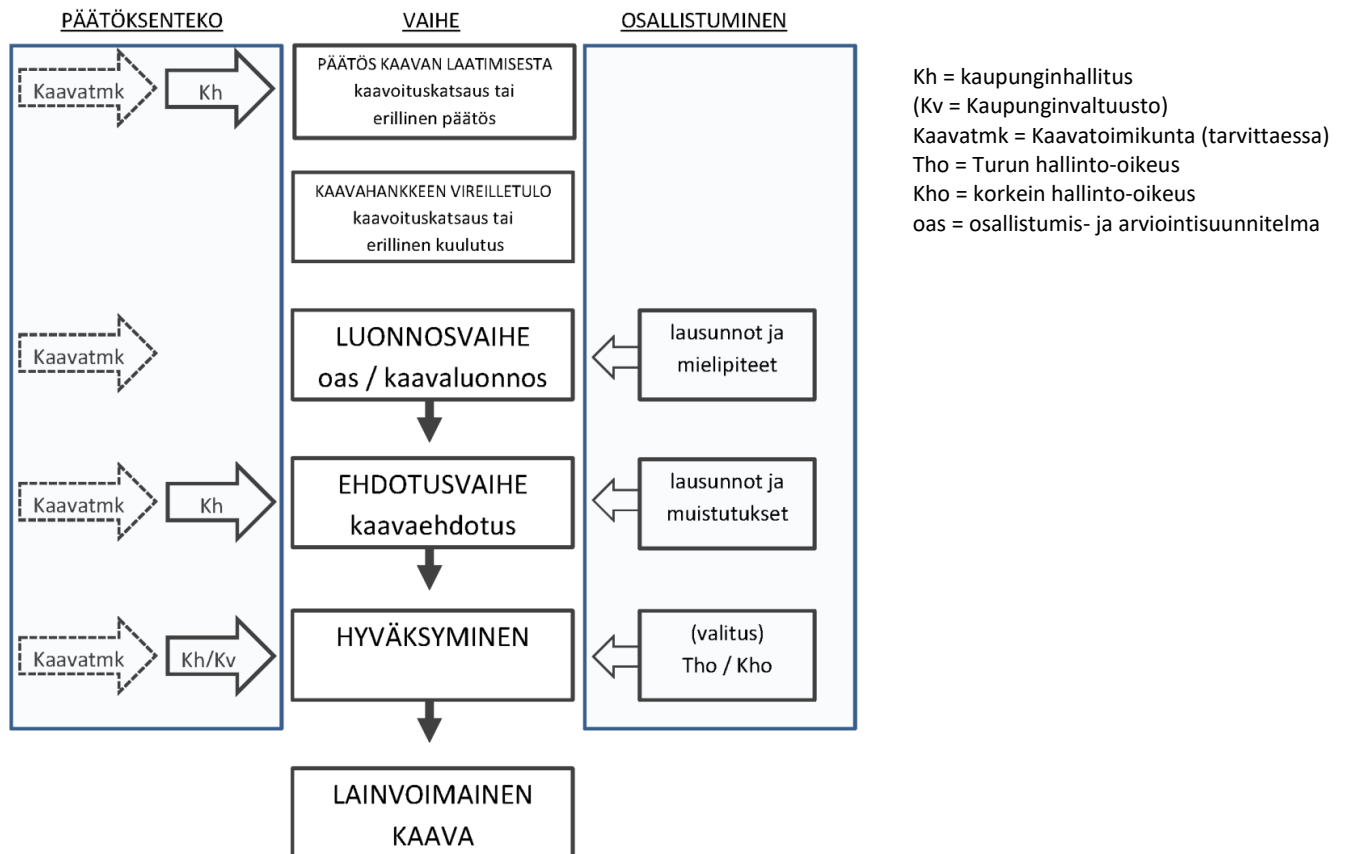 PÄÄTÖKSENTEKO
VAIHE
OSALLISTUMINEN
Kaavatmk
Kh
PÄÄTÖS KAAVAN LAATIMISESTA
kaavoituskatsaus tai
erillinen päätös
KAAVAHANKKEEN VIREILLETULO
kaavoituskatsaus tai
erillinen kuulutus
Kaavatmk
LUONNOSVAIHE
oas / kaavaluonnos
lausunnot ja
mielipiteet
Kaavatmk
Kh
EHDOTUSVAIHE
kaavaehdotus
lausunnot ja
muistutukset
Kaavatmk
Kh/Kv
HYVÄKSYMINEN
(valitus)
Tho / Kho
LAINVOIMAINEN
KAAVA
Kh = kaupunginhallitus
(Kv = Kaupunginvaltuusto)
Kaavatmk = Kaavatoimikunta (tarvittaessa)
Tho = Turun hallinto-oikeus
Kho = korkein hallinto-oikeus
oas = osallistumis- ja arviointisuunnitelma